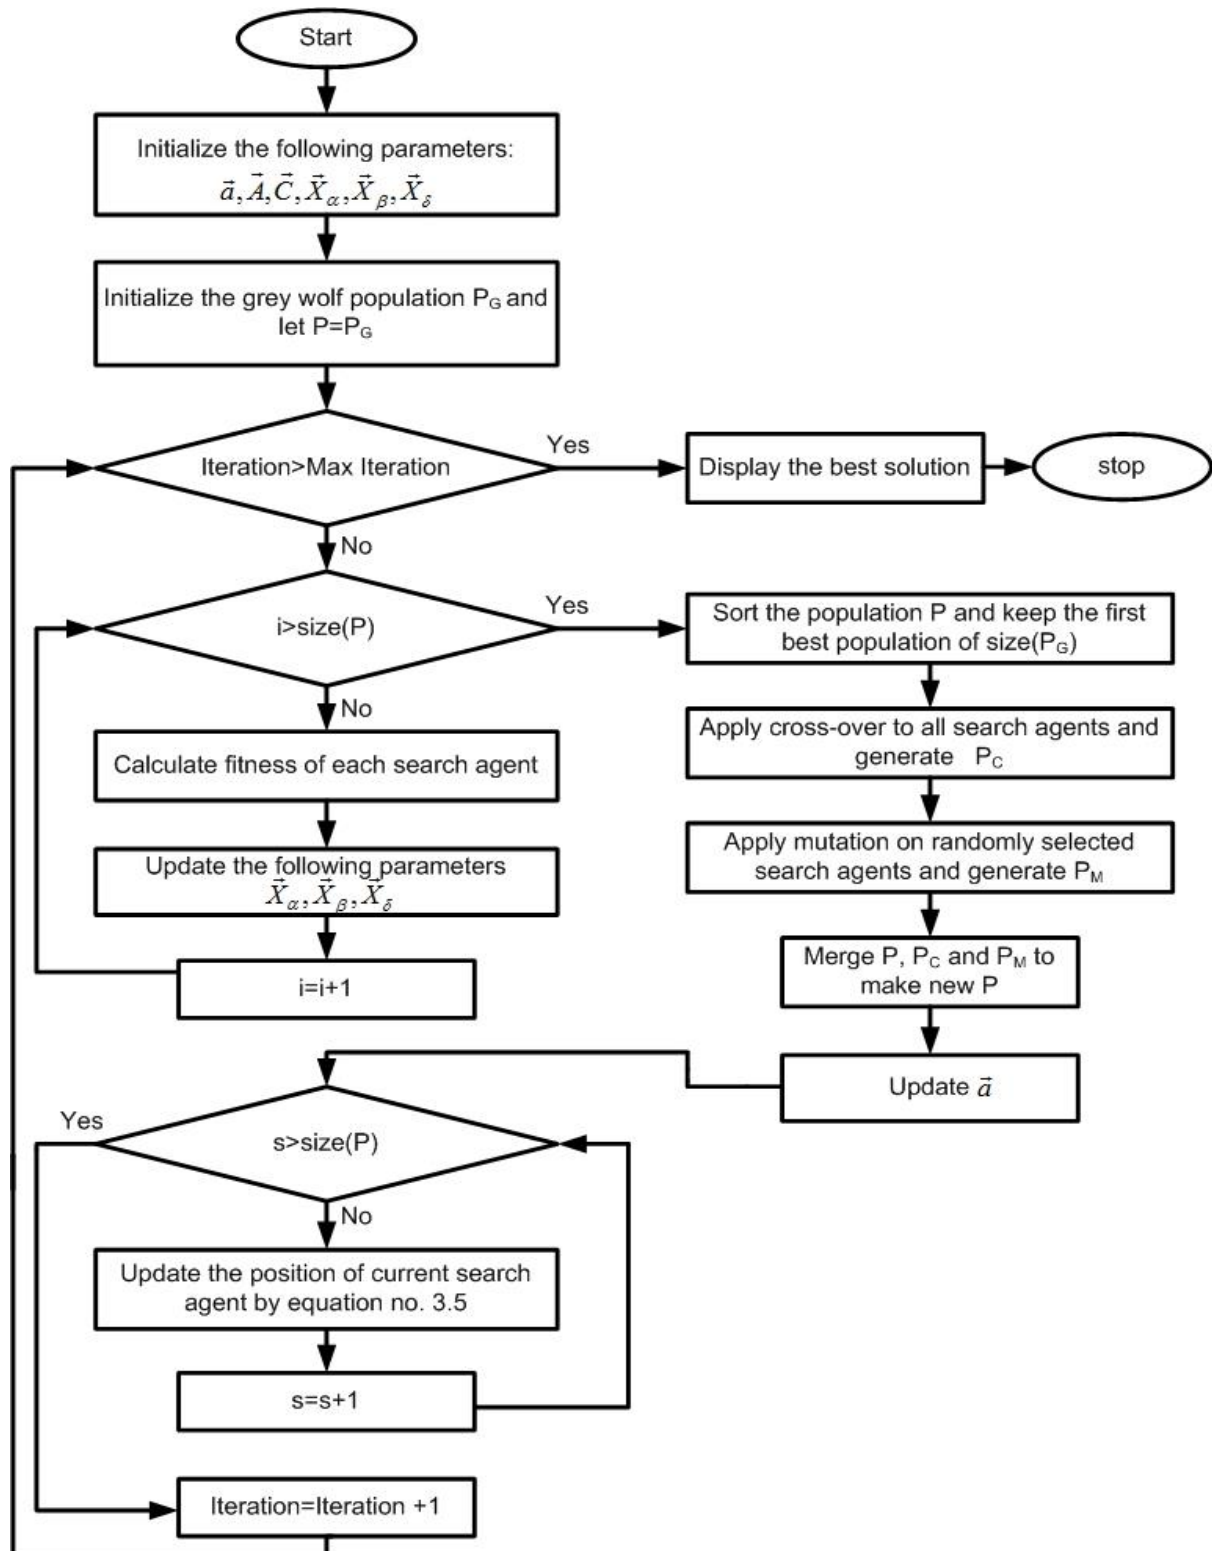 Start
Initialize the following parameters:
a⃗, A⃗, C⃗, X⃗α, X⃗β, X⃗δ
Initialize the grey wolf population PG and
let P=PG
Iteration>Max Iteration
Yes
Display the best solution
stop
No
i>size(P)
Yes
Sort the population P and keep the first
best population of size(PG)
No
Calculate fitness of each search agent
Apply cross-over to all search agents and
generate PC
Update the following parameters
X⃗α, X⃗β, X⃗δ
Apply mutation on randomly selected
search agents and generate PM
i=i+1
Merge P, PC and PM to
make new P
Update a⃗
Yes
s>size(P)
No
Update the position of current search
agent by equation no. 3.5
s=s+1
Iteration=Iteration +1